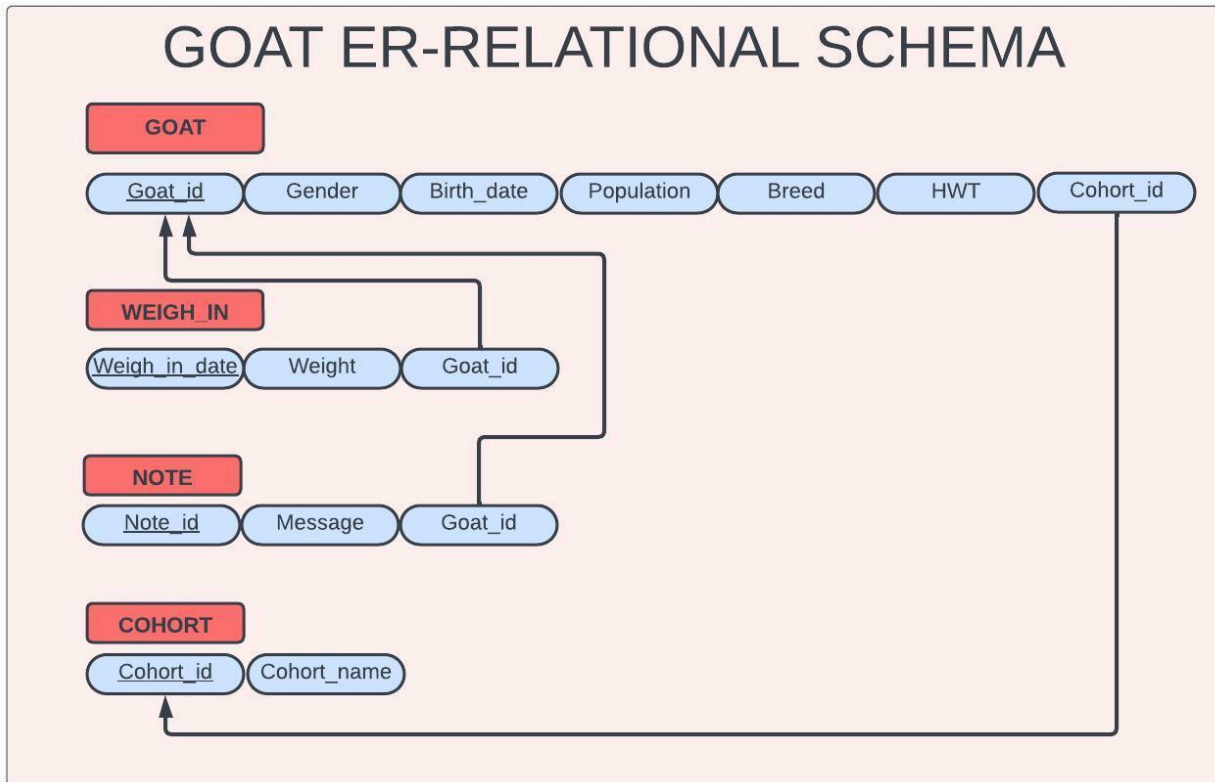 GOAT ER-RELATIONAL SCHEMA
GOAT
Goat_id Gender Birth_date Population Breed HWT Cohort_id
WEIGH_IN
Weigh_in_date Weight Goat_id
NOTE
Note_id Message Goat_id
COHORT
Cohort_id Cohort_name